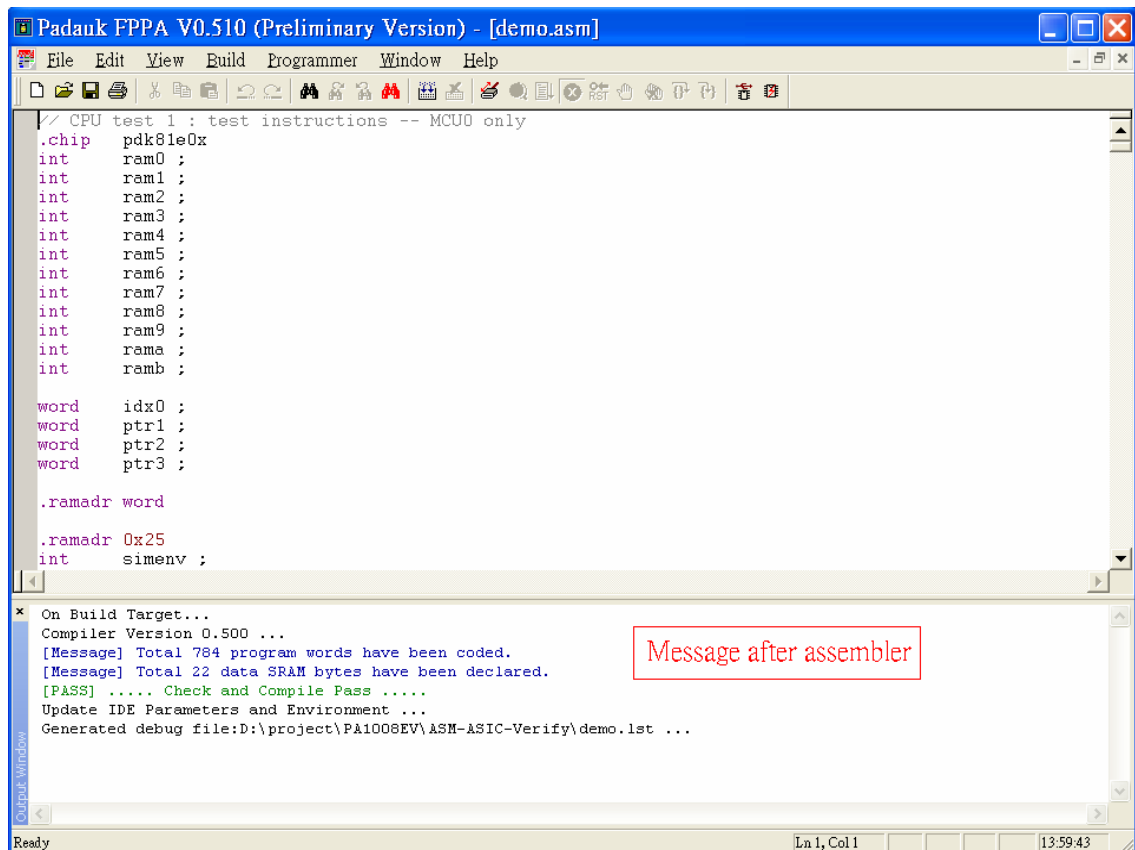 Padauk FPPA V0.510 (Preliminary Version) - [demo.asm]
File Edit View Build Programmer Window Help
// CPU test 1 : test instructions -- MCU0 only
.chip pdk81e0x
int ram0 ;
int ram1 ;
int ram2 ;
int ram3 ;
int ram4 ;
int ram5 ;
int ram6 ;
int ram7 ;
int ram8 ;
int ram9 ;
int rama ;
int ramb ;
word idx0 ;
word ptr1 ;
word ptr2 ;
word ptr3 ;
.ramadr word
.ramadr 0x25
int simenv ;
On Build Target...
Compiler Version 0.500 ...
[Message] Total 784 program words have been coded.
[Message] Total 22 data SRAM bytes have been declared.
[PASS] ..... Check and Compile Pass .....
Update IDE Parameters and Environment ...
Generated debug file:D:\project\PA1008EV\ASM-ASIC-Verify\demo.lst ...
Message after assembler
Output Window
Ready Ln 1, Col 1 13:59:43